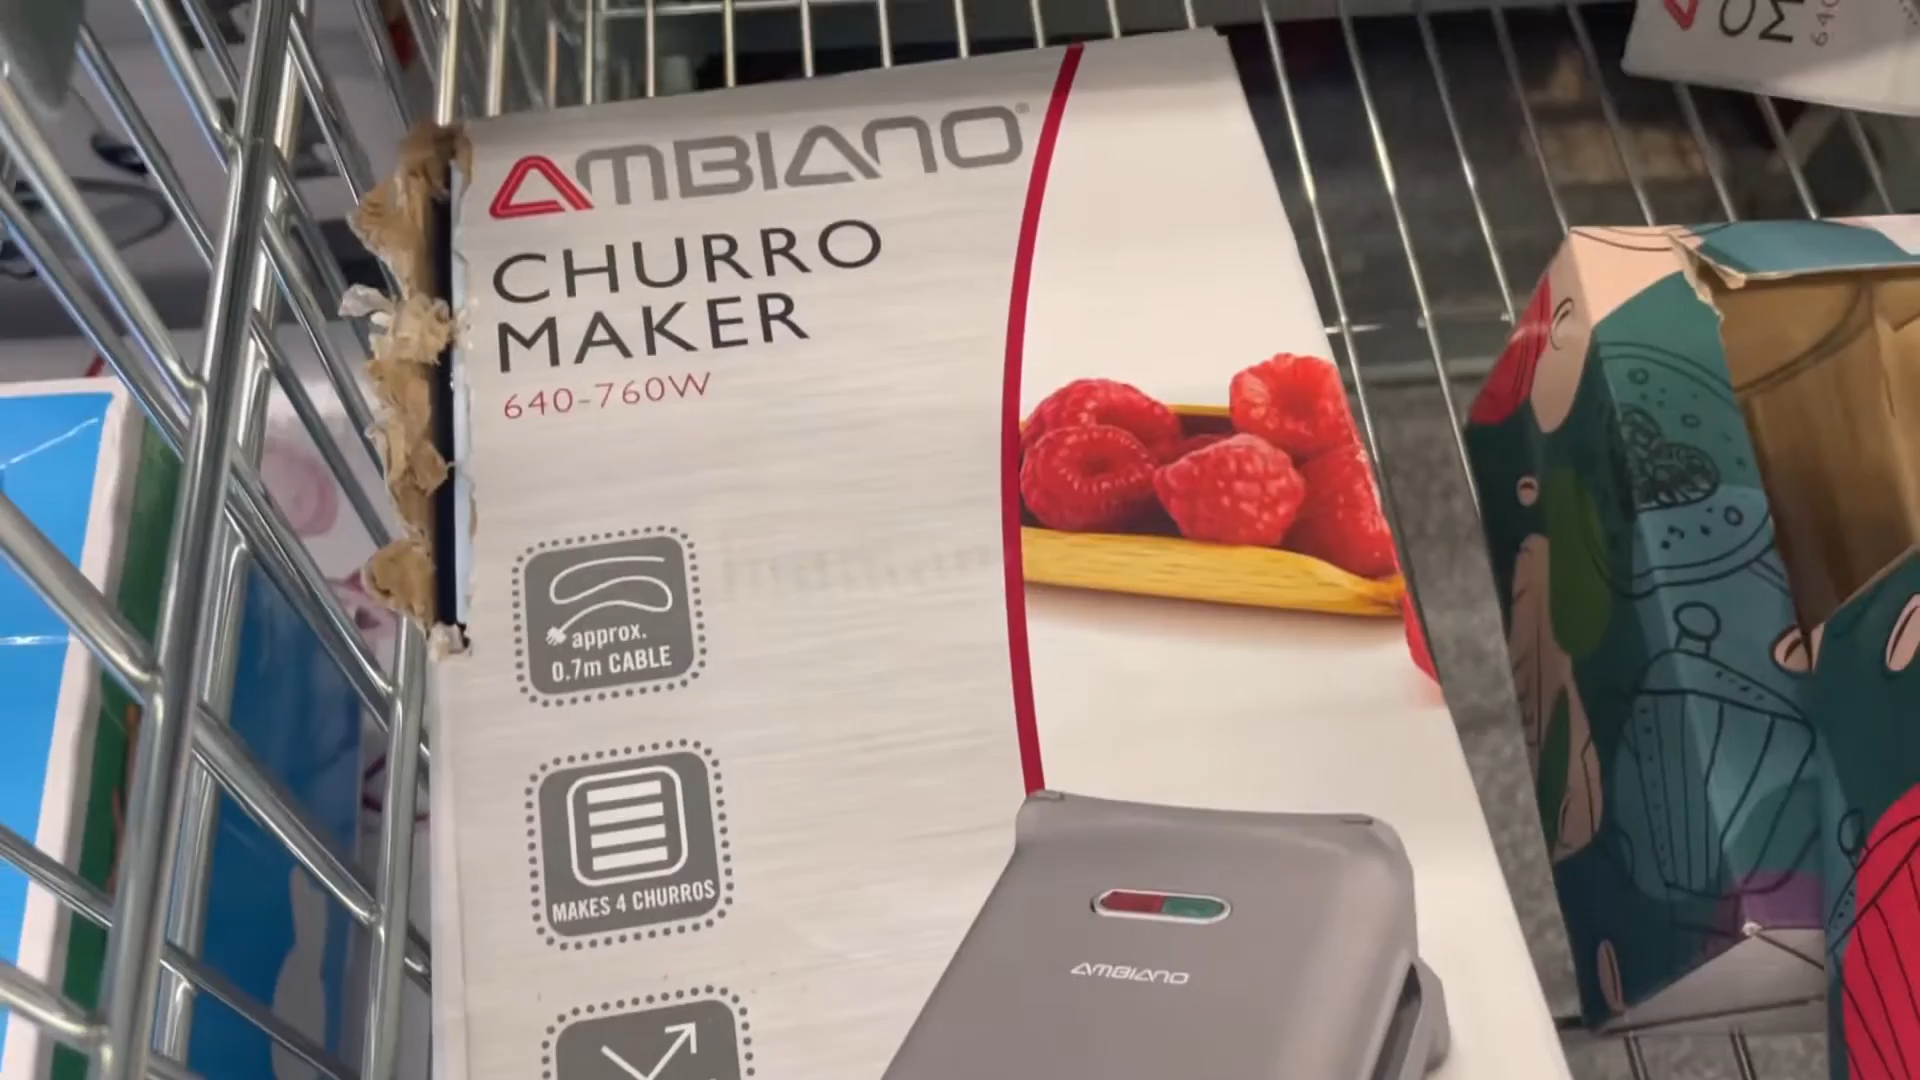 AMBIANO®
CHURRO
MAKER
640-760W
approx.
0.7m CABLE
MAKES 4 CHURROS
AMBIANO